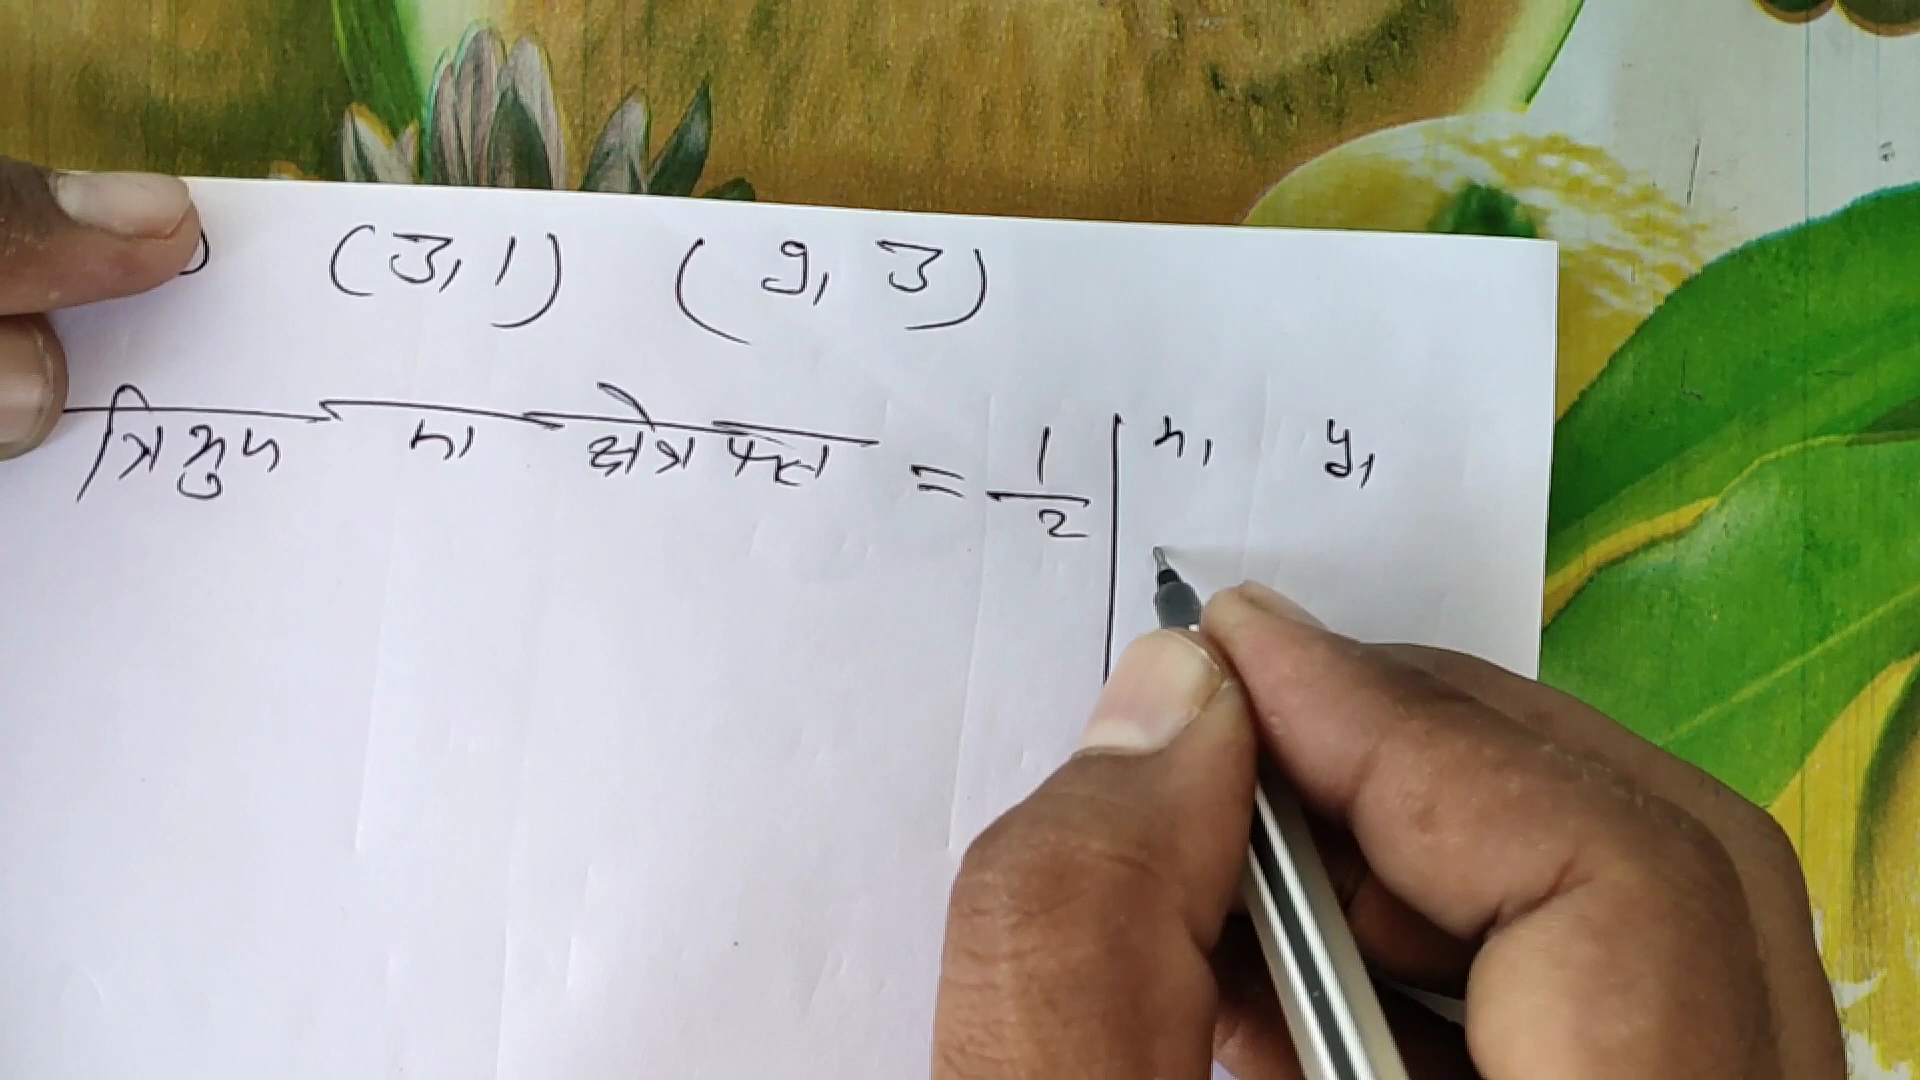 (3, 1) (9, 3)
त्रिभुज का क्षेत्रफल = 1/2 | x₁ y₁